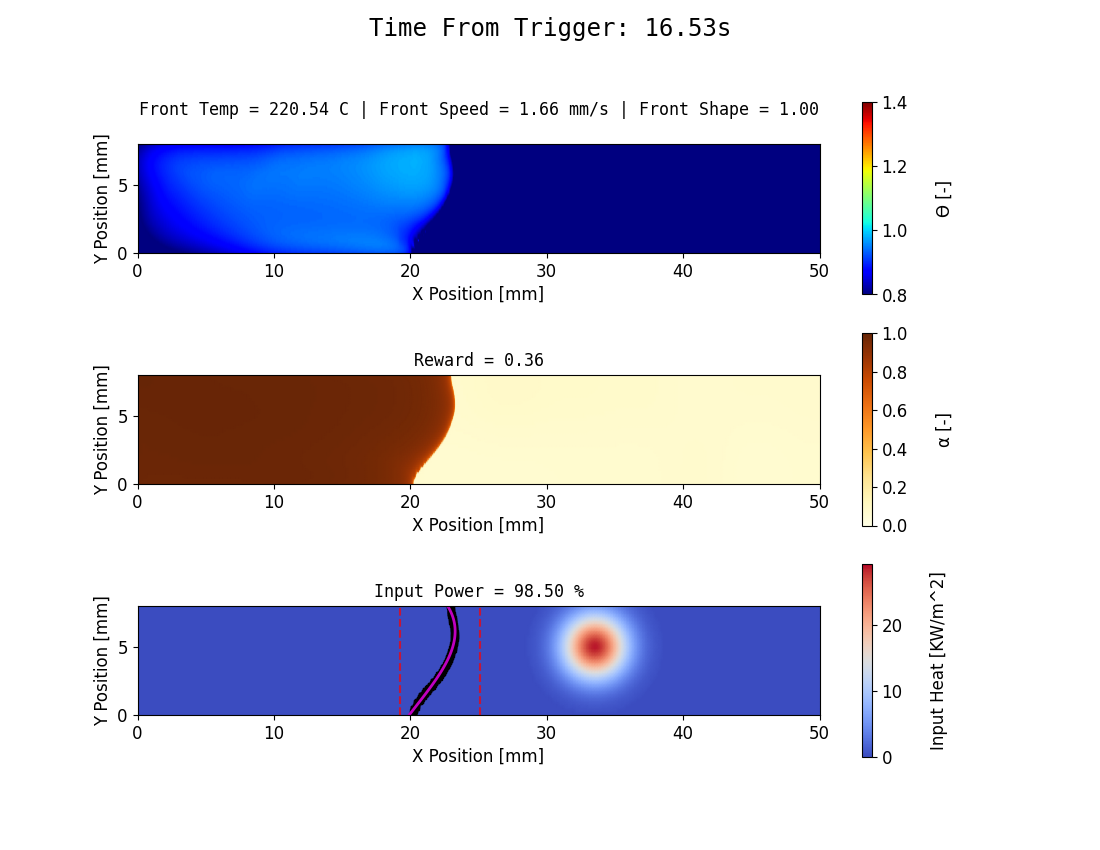 Time From Trigger: 16.53s
Front Temp = 220.54 C | Front Speed = 1.66 mm/s | Front Shape = 1.00
Y Position [mm]
5
0
0 10 20 30 40 50
X Position [mm]
1.4
1.2
1.0
0.8
Θ [-]
Reward = 0.36
Y Position [mm]
5
0
0 10 20 30 40 50
X Position [mm]
1.0
0.8
0.6
0.4
0.2
0.0
α [-]
Input Power = 98.50 %
Y Position [mm]
5
0
0 10 20 30 40 50
X Position [mm]
20
10
0
Input Heat [KW/m^2]